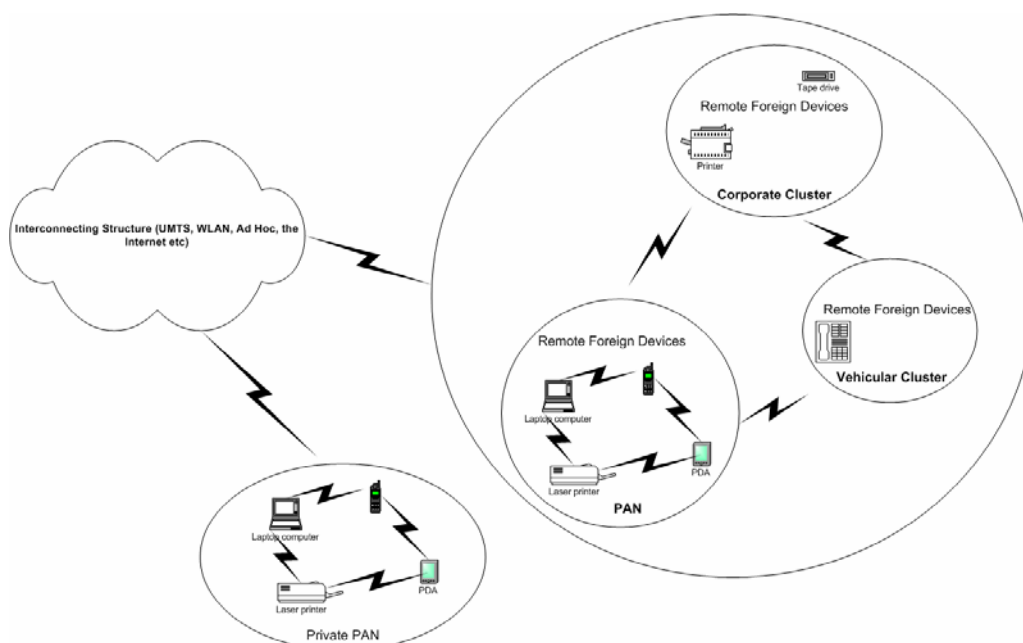 Tape drive
Remote Foreign Devices
Printer
Corporate Cluster
Interconnecting Structure (UMTS, WLAN, Ad Hoc, the
Internet etc)
Remote Foreign Devices
Vehicular Cluster
Remote Foreign Devices
Laptop computer
PDA
Laser printer
PAN
Laptop computer
PDA
Laser printer
Private PAN